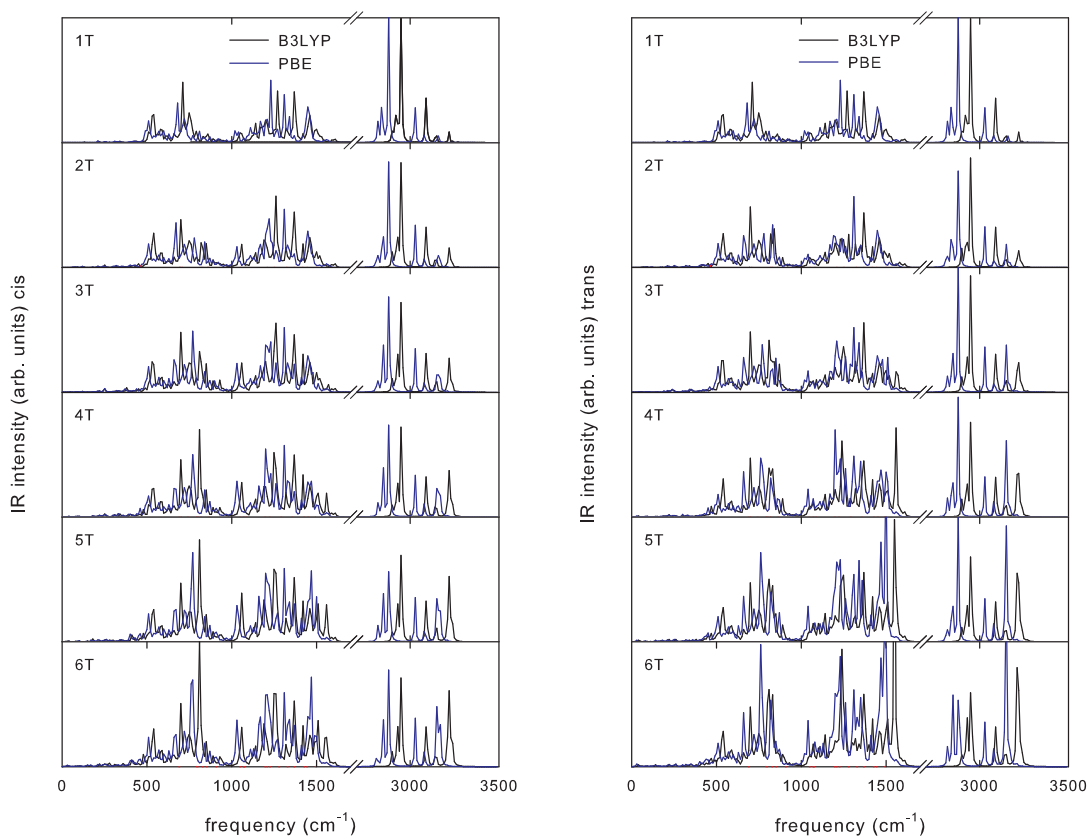 IR intensity (arb. units) cis
1T
B3LYP
PBE
2T
3T
4T
5T
6T
0 500 1000 1500 3000 3500
frequency (cm-1)
IR intensity (arb. units) trans
1T
B3LYP
PBE
2T
3T
4T
5T
6T
0 500 1000 1500 3000 3500
frequency (cm-1)